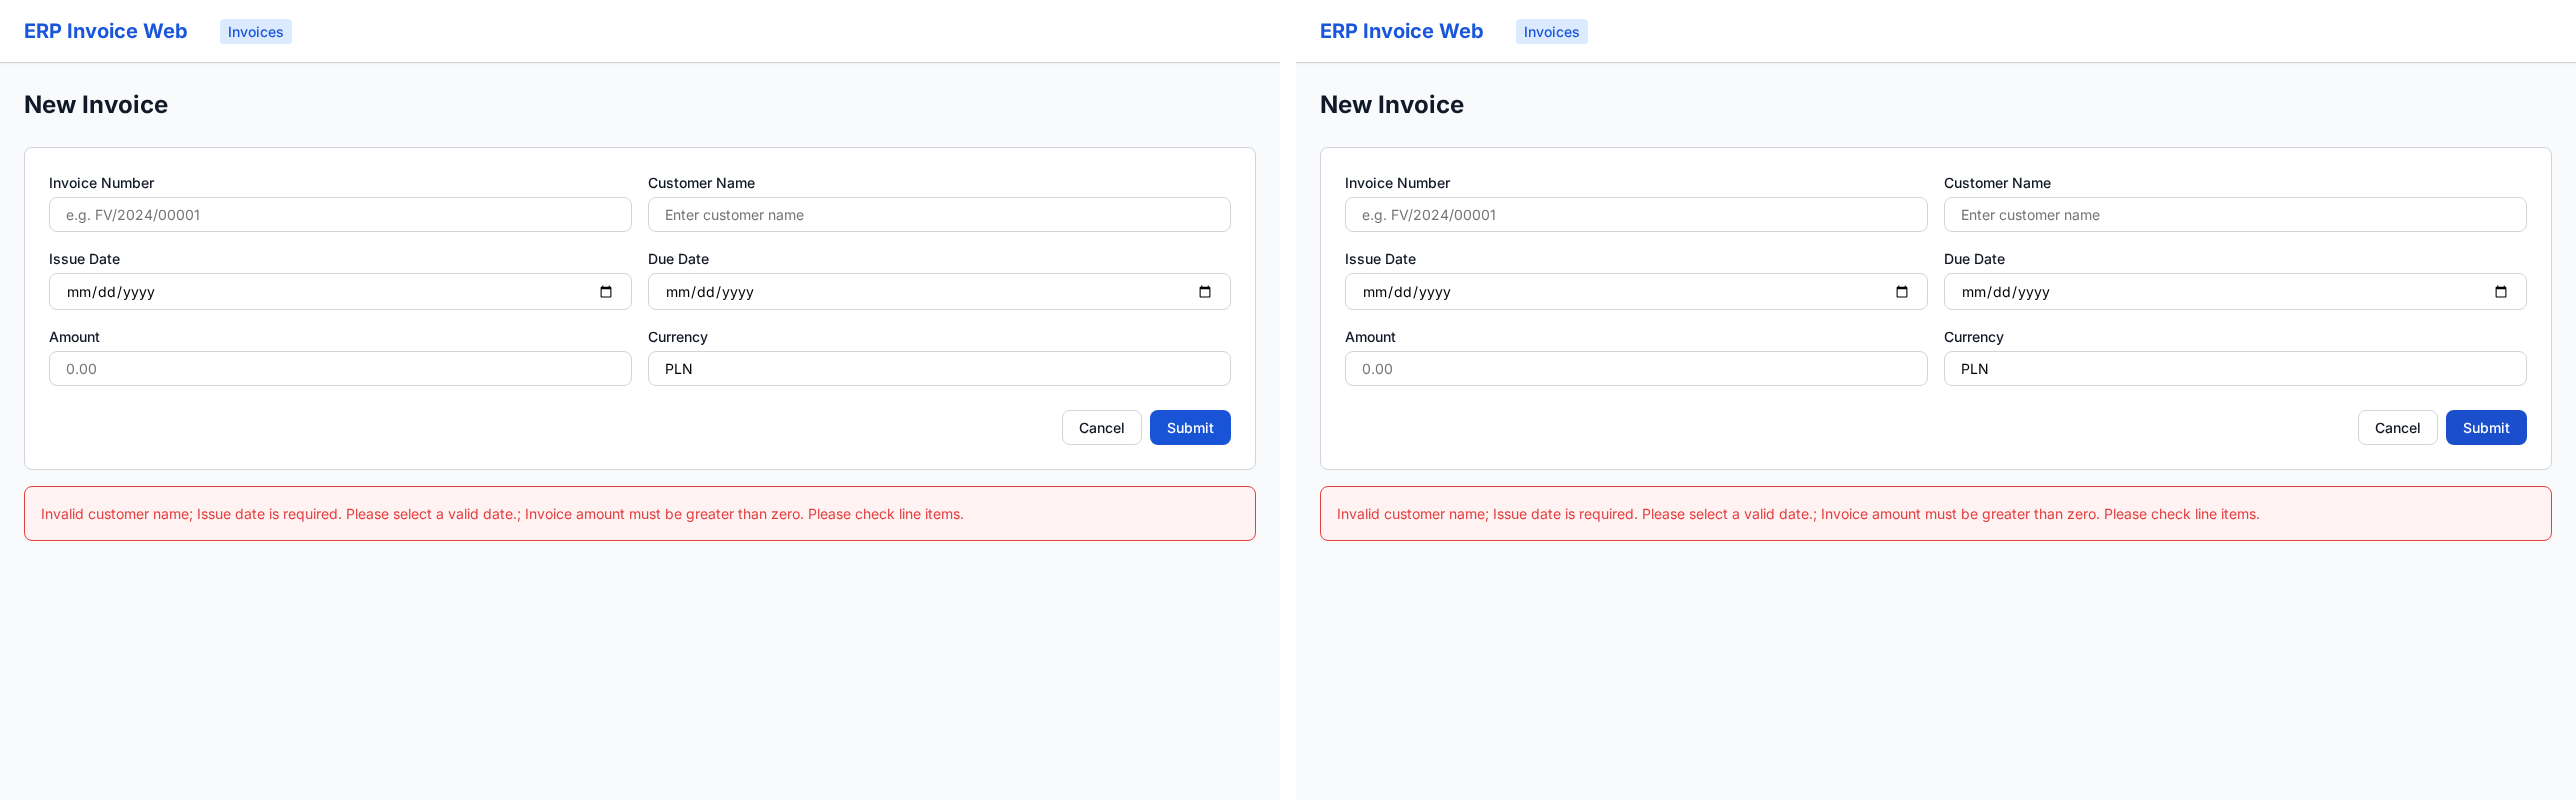 ERP Invoice Web
Invoices
New Invoice
Invoice Number
Customer Name
e.g. FV/2024/00001
Enter customer name
Issue Date
Due Date
mm/dd/yyyy
mm/dd/yyyy
Amount
Currency
0.00
PLN
Cancel
Submit
Invalid customer name; Issue date is required. Please select a valid date.; Invoice amount must be greater than zero. Please check line items.
ERP Invoice Web
Invoices
New Invoice
Invoice Number
Customer Name
e.g. FV/2024/00001
Enter customer name
Issue Date
Due Date
mm/dd/yyyy
mm/dd/yyyy
Amount
Currency
0.00
PLN
Cancel
Submit
Invalid customer name; Issue date is required. Please select a valid date.; Invoice amount must be greater than zero. Please check line items.